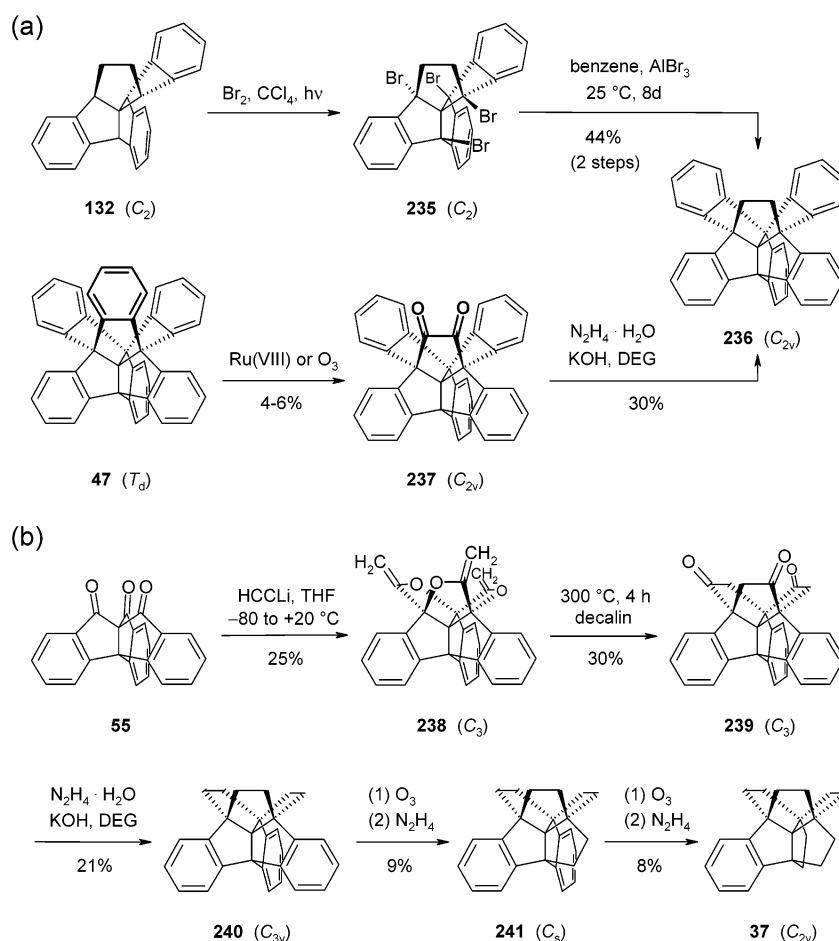 (a)
Br₂, CCl₄, hν
132 (C₂)
Br
Br
Br
Br
235 (C₂)
benzene, AlBr₃
25 °C, 8d
44%
(2 steps)
236 (C₂ᵥ)
47 (T_d)
Ru(VIII) or O₃
4-6%
O
O
237 (C₂ᵥ)
N₂H₄ · H₂O
KOH, DEG
30%
(b)
O
O
O
55
HCCLi, THF
–80 to +20 °C
25%
H₂C
O
O
CH₂
CH₂
O
238 (C₃)
300 °C, 4 h
decalin
30%
O
O
O
239 (C₃)
N₂H₄ · H₂O
KOH, DEG
21%
240 (C₃ᵥ)
(1) O₃
(2) N₂H₄
9%
241 (Cₛ)
(1) O₃
(2) N₂H₄
8%
37 (C₂ᵥ)